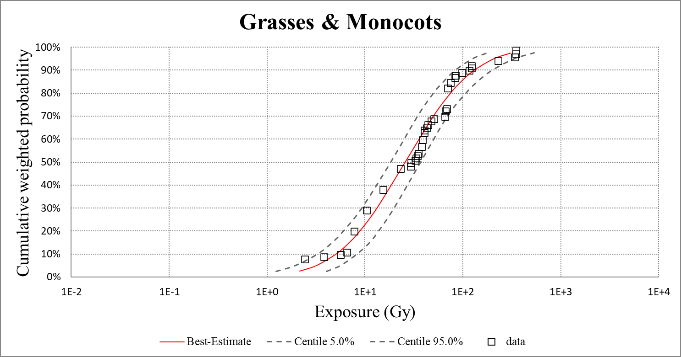 Grasses & Monocots
Cumulative weighted probability
100%
90%
80%
70%
60%
50%
40%
30%
20%
10%
0%
1E-2 1E-1 1E+0 1E+1 1E+2 1E+3 1E+4
Exposure (Gy)
Best-Estimate Centile 5.0% Centile 95.0% data